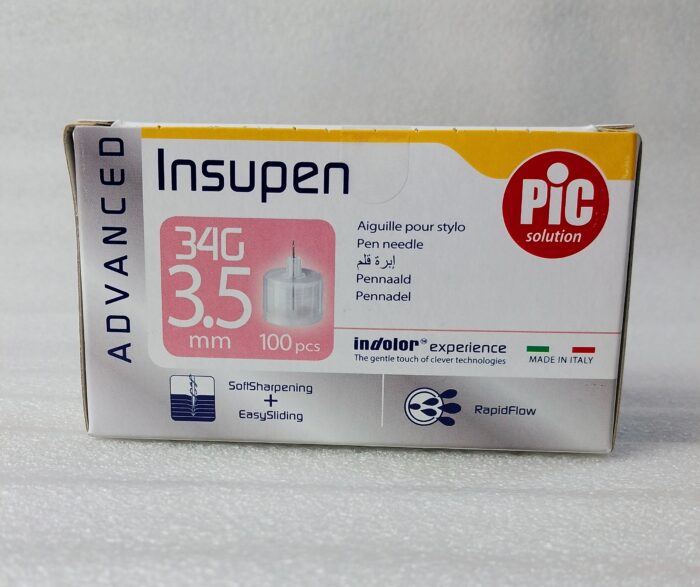 ADVANCED
Insupen
PiC
solution
34G
3.5
mm
100 pcs
Aiguille pour stylo
Pen needle
إبرة قلم
Pennaald
Pennadel
indolor™ experience
The gentle touch of clever technologies
MADE IN ITALY
SoftSharpening
+
EasySliding
RapidFlow